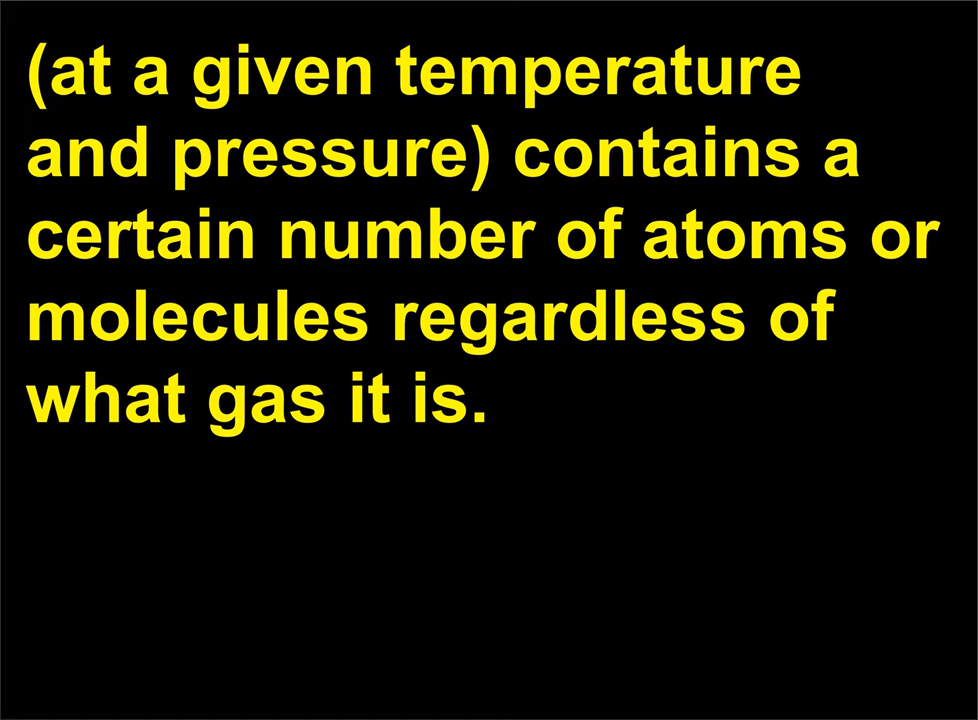 (at a given temperature
and pressure) contains a
certain number of atoms or
molecules regardless of
what gas it is.